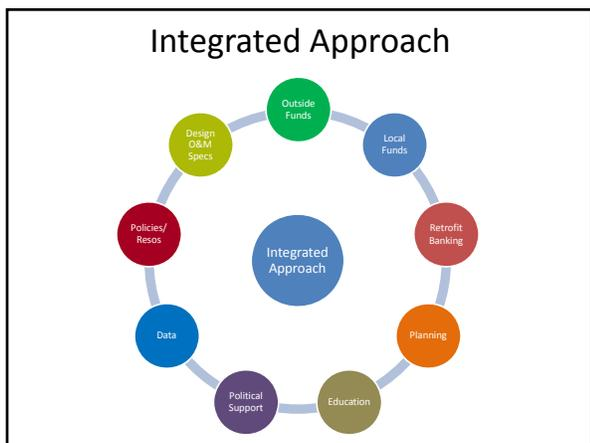 Integrated Approach
Outside
Funds
Local
Funds
Retrofit
Banking
Planning
Education
Political
Support
Data
Policies/
Resos
Design
O&M
Specs
Integrated
Approach